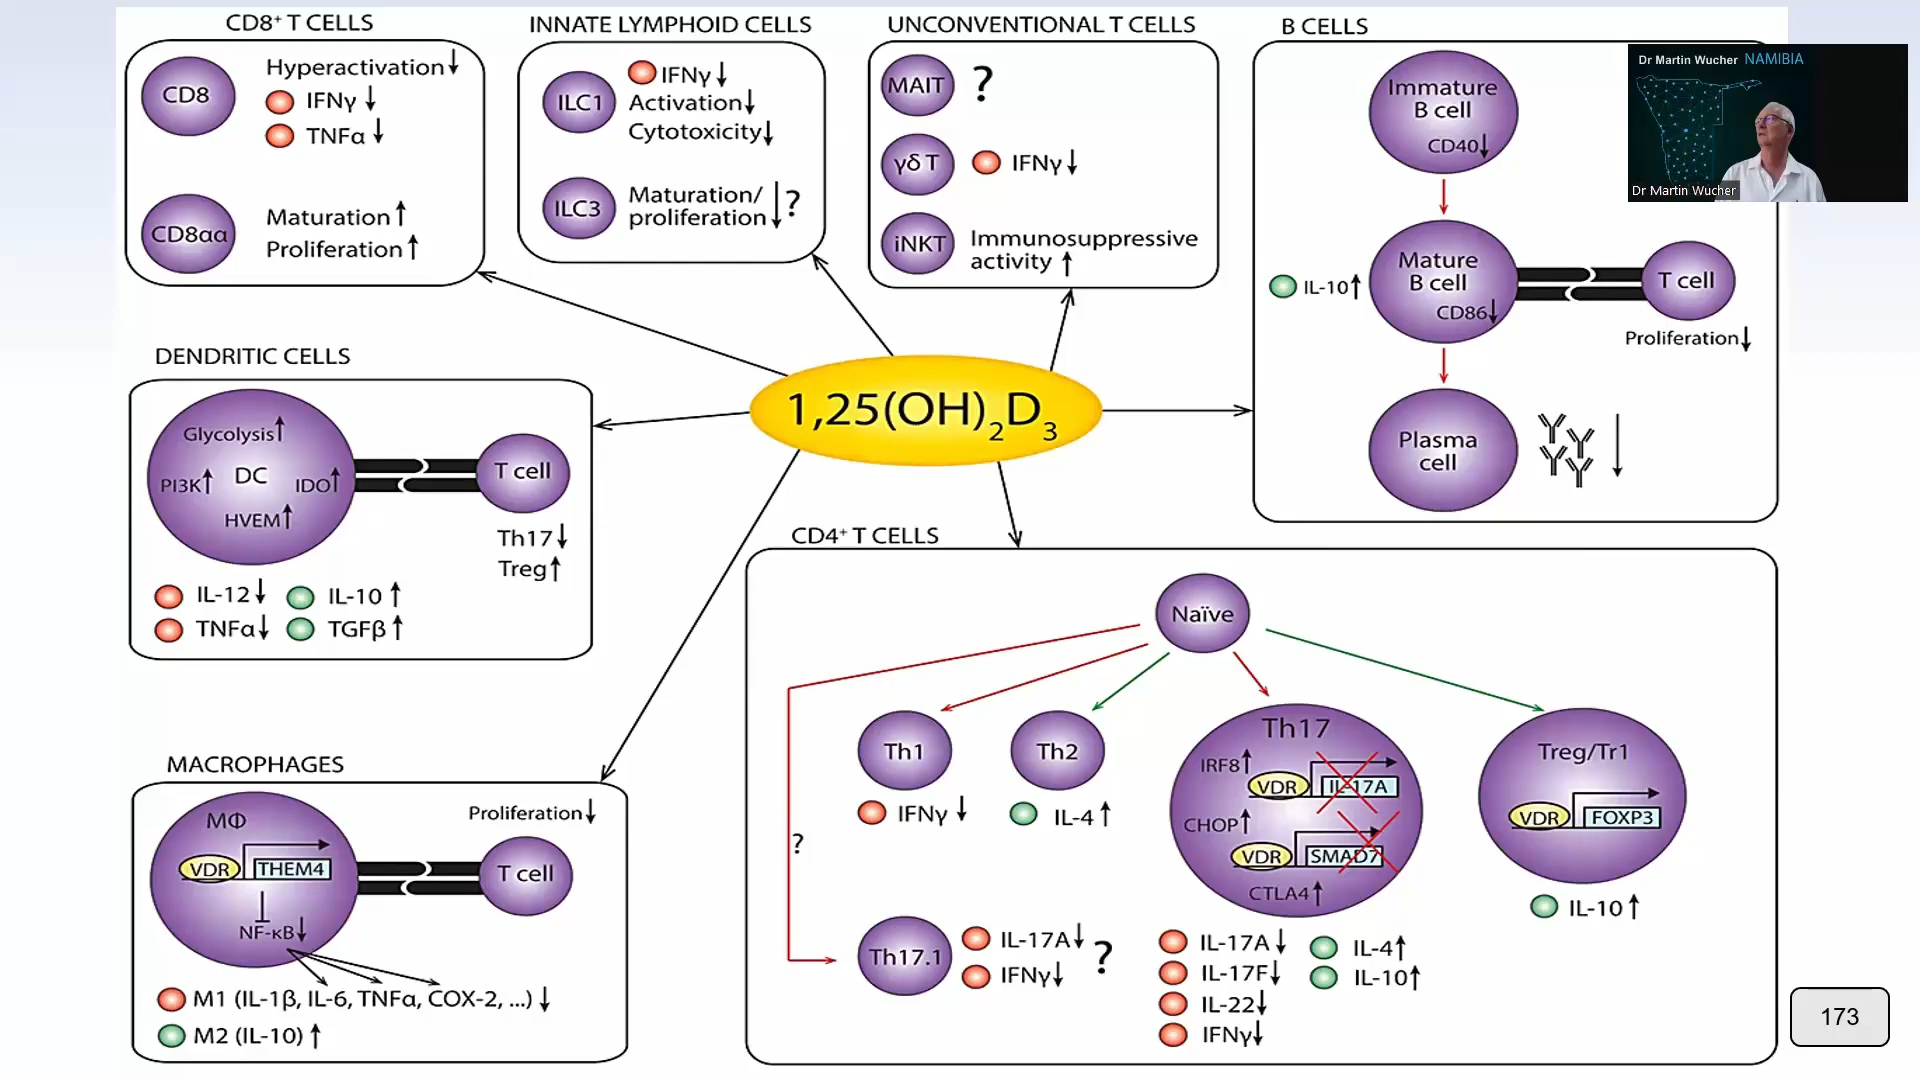 CD8⁺ T CELLS
CD8
Hyperactivation↓
IFNγ ↓
TNFα ↓
CD8αα
Maturation ↑
Proliferation ↑
INNATE LYMPHOID CELLS
ILC1
IFNγ ↓
Activation↓
Cytotoxicity↓
ILC3
Maturation/
proliferation ↓?
UNCONVENTIONAL T CELLS
MAIT
?
γδ T
IFNγ ↓
iNKT
Immunosuppressive
activity ↑
B CELLS
Immature
B cell
CD40↓
Mature
B cell
CD86↓
IL-10↑
T cell
Proliferation↓
Plasma
cell
↓
Dr Martin Wucher NAMIBIA
Dr Martin Wucher
1,25(OH)₂D₃
DENDRITIC CELLS
Glycolysis↑
PI3K↑
DC
IDO↑
HVEM↑
T cell
Th17↓
Treg↑
IL-12↓
IL-10 ↑
TNFα↓
TGFβ ↑
MACROPHAGES
MΦ
VDR
THEM4
NF-κB↓
Proliferation↓
T cell
M1 (IL-1β, IL-6, TNFα, COX-2, ...) ↓
M2 (IL-10) ↑
CD4⁺ T CELLS
Naïve
Th1
IFNγ ↓
Th2
IL-4 ↑
Th17
IRF8↑
VDR
IL-17A
CHOP↑
VDR
SMAD7
CTLA4↑
IL-17A ↓
IL-4↑
IL-17F↓
IL-10↑
IL-22↓
IFNγ↓
Treg/Tr1
VDR
FOXP3
IL-10 ↑
?
Th17.1
IL-17A↓
IFNγ↓
?
173